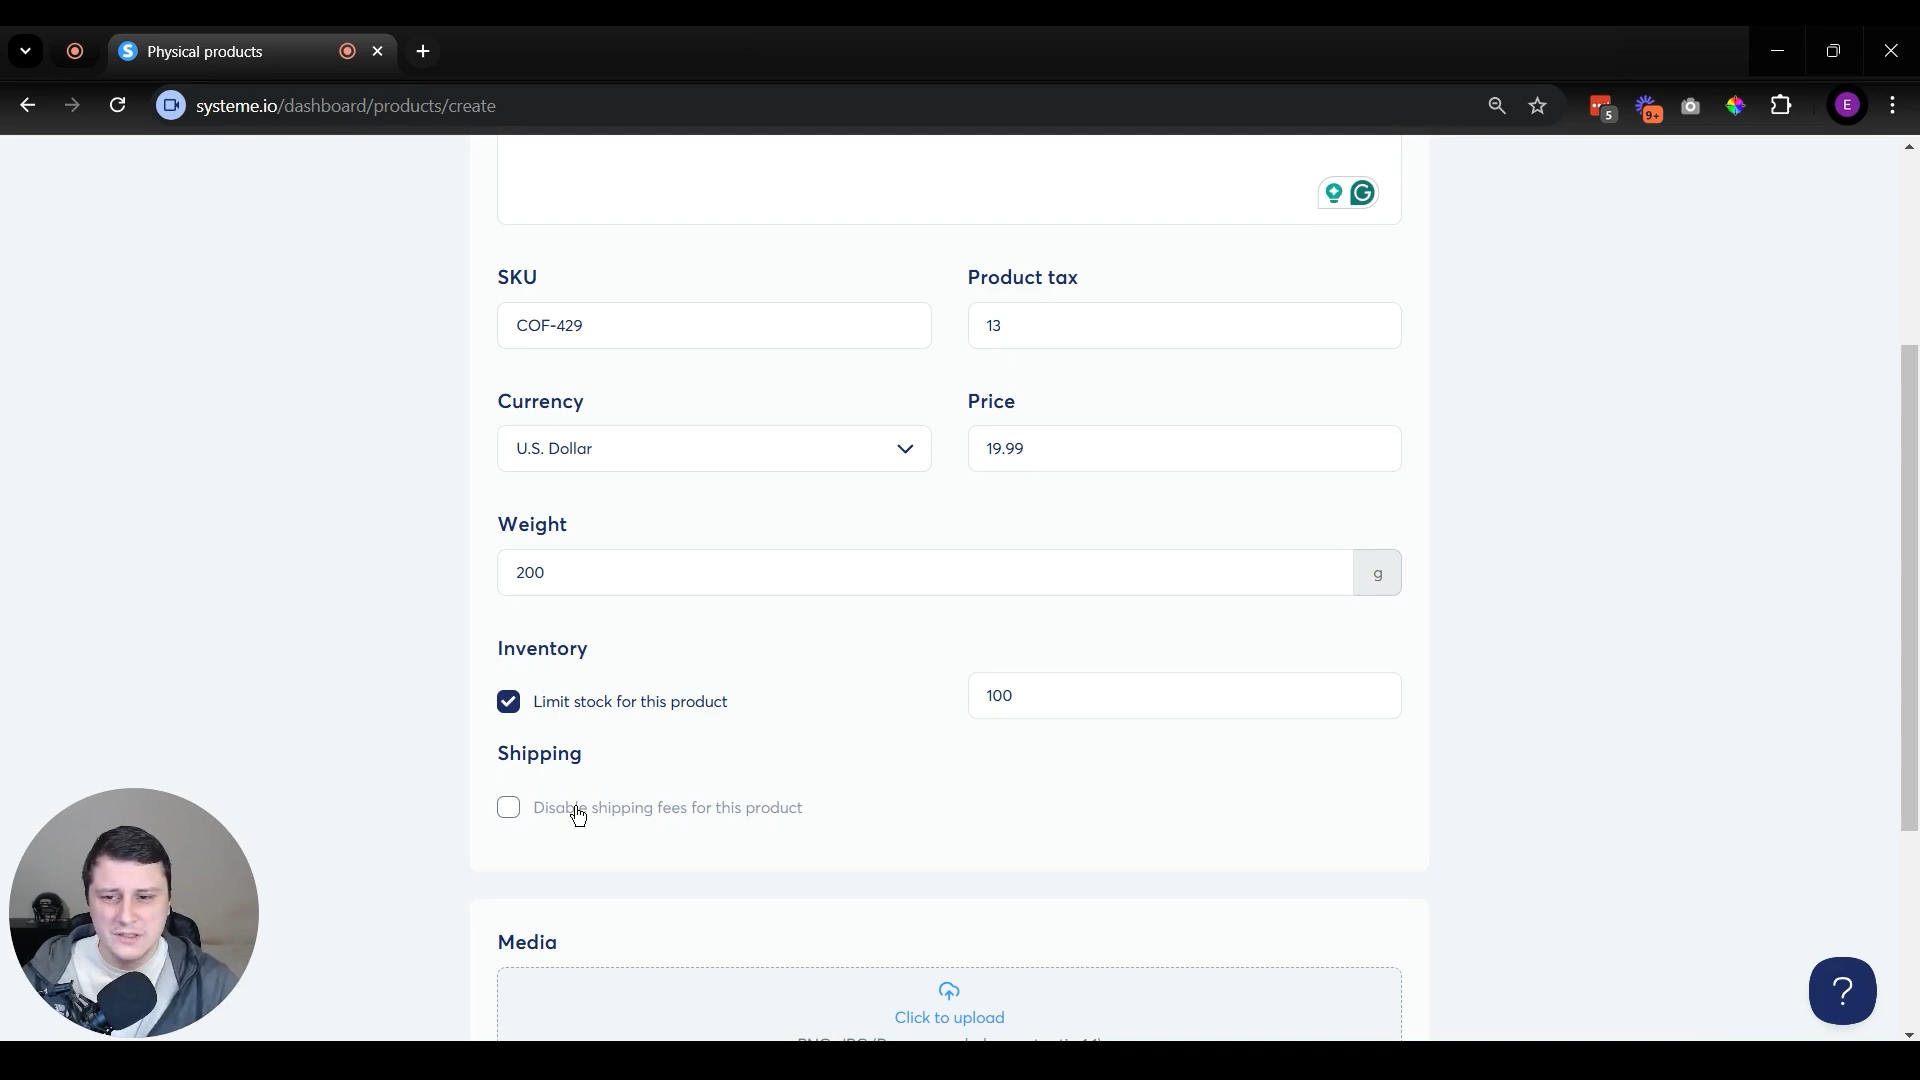 Physical products
systeme.io/dashboard/products/create
5
9+
E
SKU
Product tax
COF-429
13
Currency
Price
U.S. Dollar
19.99
Weight
200
g
Inventory
Limit stock for this product
100
Shipping
Disable shipping fees for this product
Media
Click to upload
?